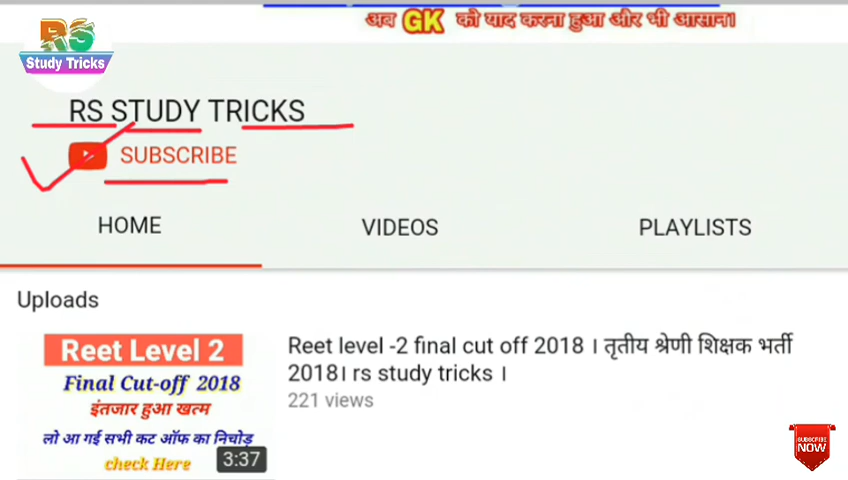 अब GK को याद करना हुआ और भी आसान।
RS
Study Tricks
RS STUDY TRICKS
SUBSCRIBE
HOME VIDEOS PLAYLISTS
Uploads
Reet Level 2
Final Cut-off 2018
इंतजार हुआ खत्म
लो आ गई सभी कट ऑफ का निचोड़
check Here
3:37
Reet level -2 final cut off 2018 । तृतीय श्रेणी शिक्षक भर्ती
2018। rs study tricks ।
221 views
SUBSCRIBE
NOW